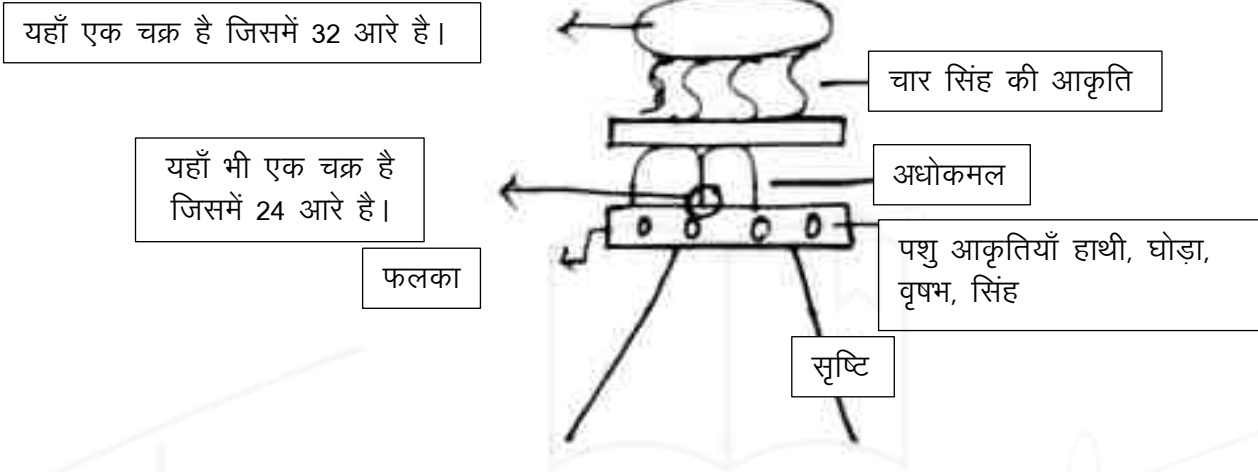 यहाँ एक चक्र है जिसमें 32 आरे है।
चार सिंह की आकृति
यहाँ भी एक चक्र है
जिसमें 24 आरे है।
अधोकमल
पशु आकृतियाँ हाथी, घोड़ा,
वृषभ, सिंह
फलका
सृष्टि